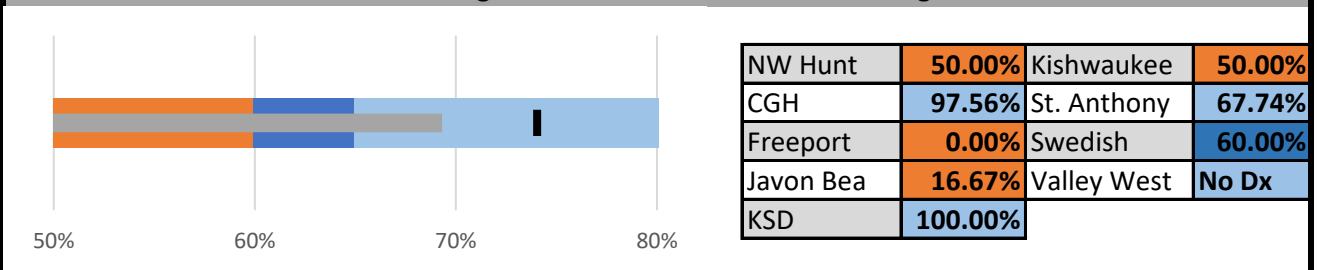 50%
60%
70%
80%
NW Hunt 50.00% Kishwaukee 50.00%
CGH 97.56% St. Anthony 67.74%
Freeport 0.00% Swedish 60.00%
Javon Bea 16.67% Valley West No Dx
KSD 100.00%